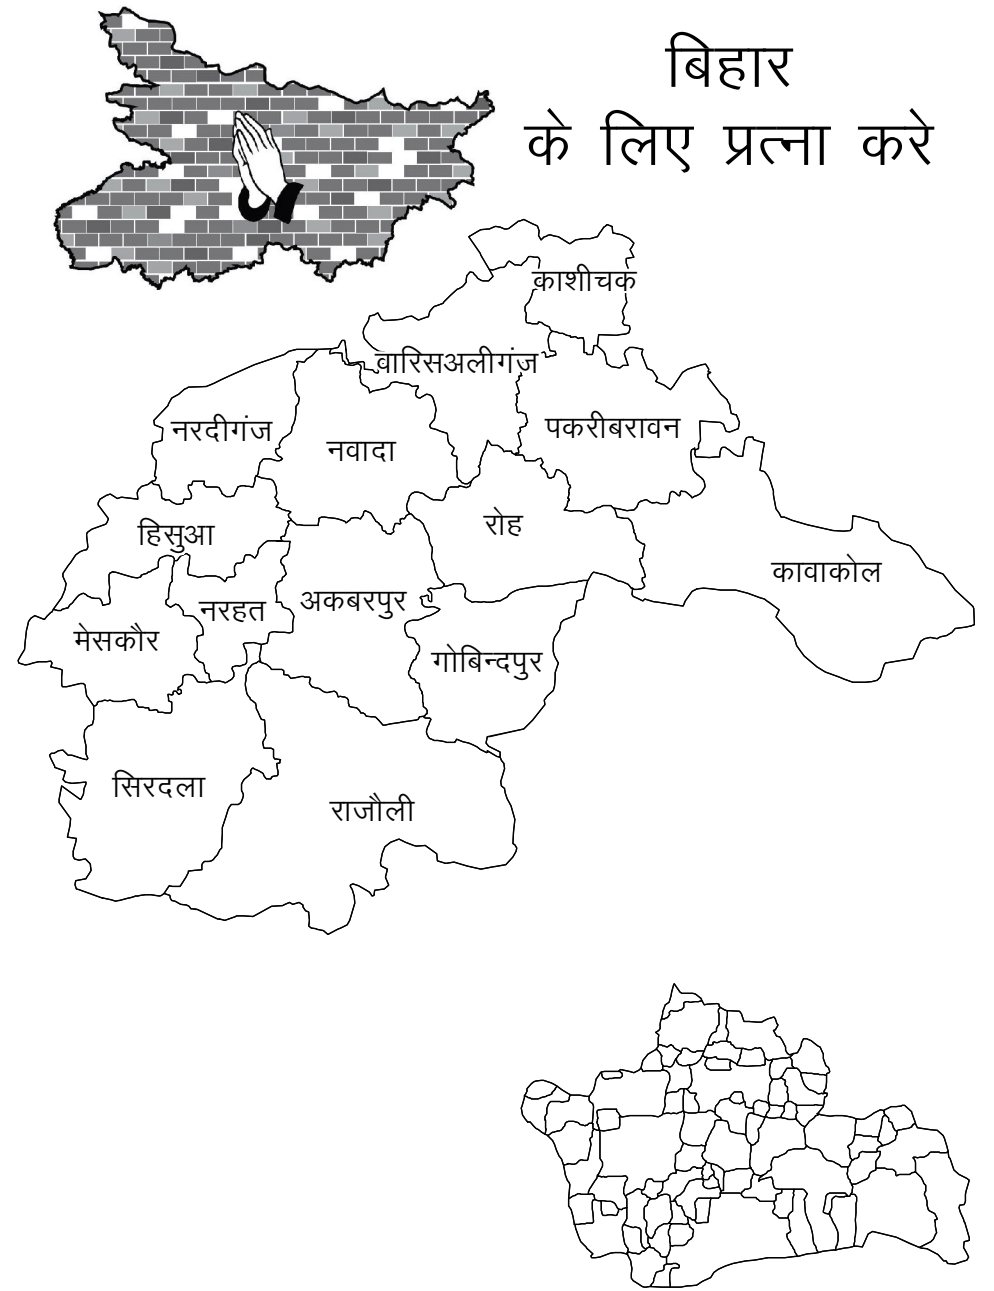 बिहार
के लिए प्रत्ना करे
काशीचक
वारिसअलीगंज
नरदीगंज
नवादा
पकरीबरावन
हिसुआ
रोह
कावाकोल
मेसकौर
नरहत
अकबरपुर
गोबिन्दपुर
सिरदला
राजौली